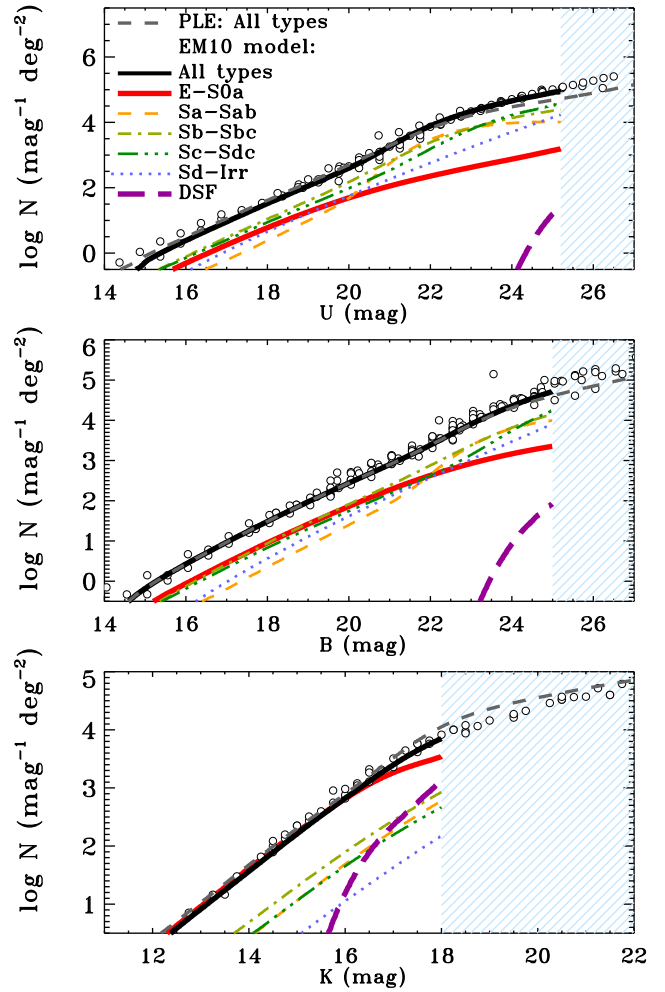 PLE: All types
EM10 model:
All types
E-S0a
Sa-Sab
Sb-Sbc
Sc-Sdc
Sd-Irr
DSF
log N (mag⁻¹ deg⁻²)
6
4
2
0
14 16 18 20 22 24 26
U (mag)
log N (mag⁻¹ deg⁻²)
6
5
4
3
2
1
0
14 16 18 20 22 24 26
B (mag)
log N (mag⁻¹ deg⁻²)
5
4
3
2
1
12 14 16 18 20 22
K (mag)